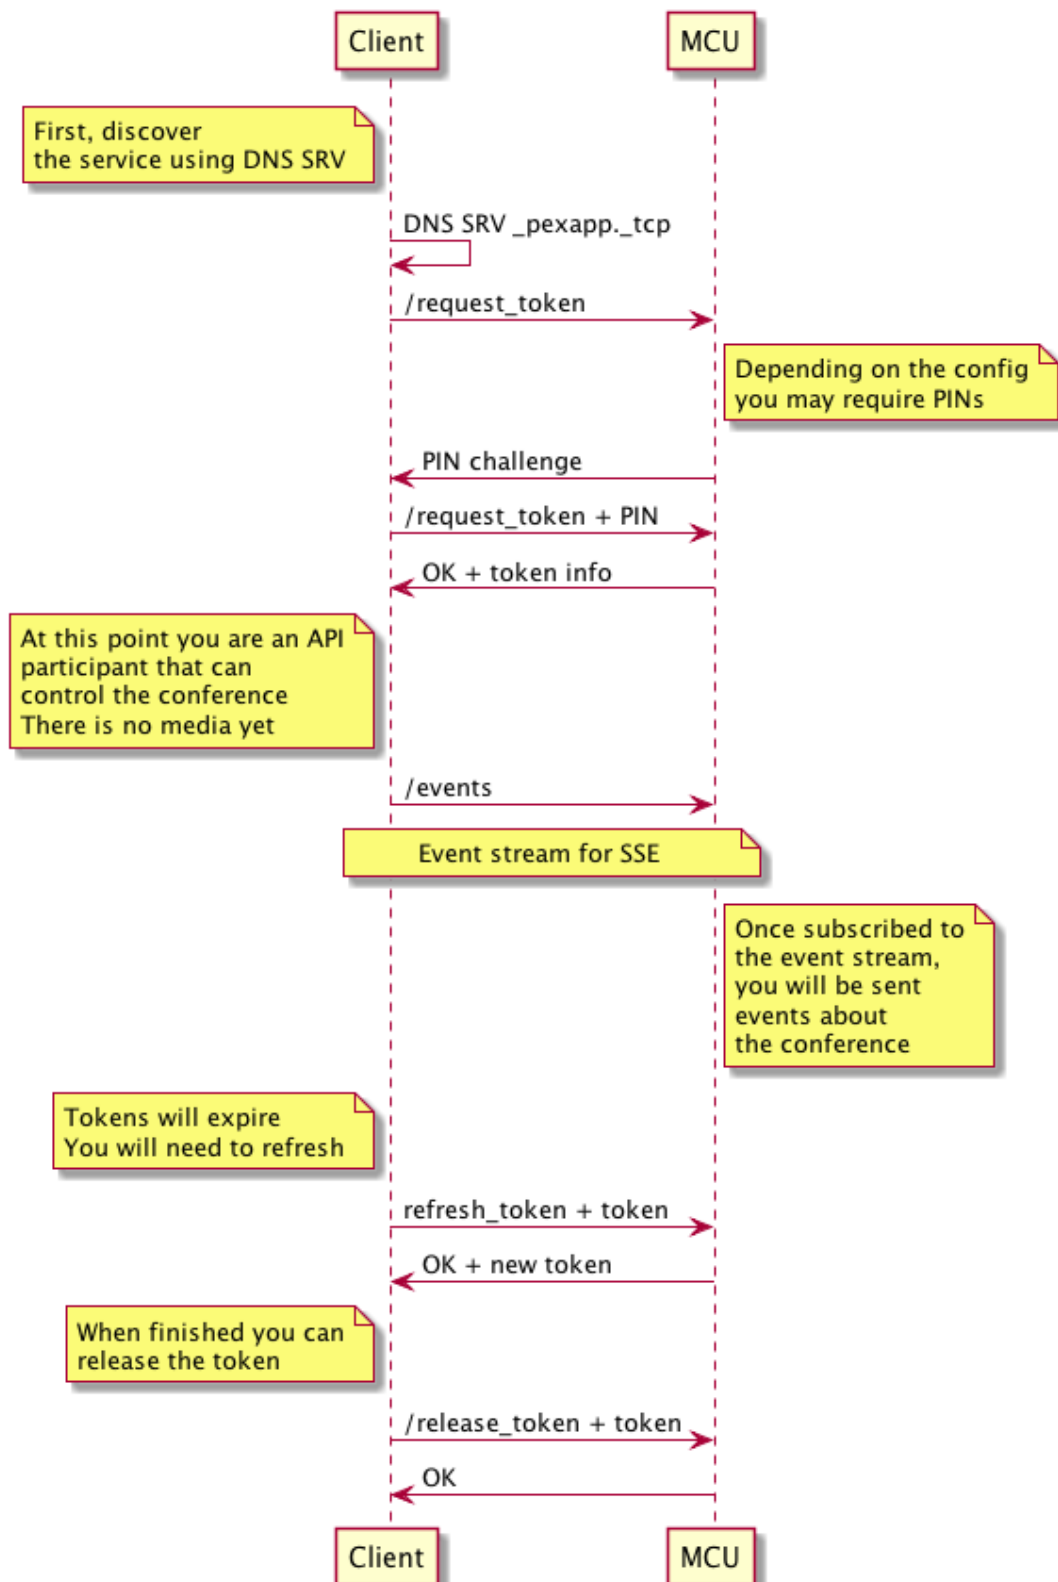 Client
MCU
First, discover
the service using DNS SRV
DNS SRV _pexapp._tcp
/request_token
Depending on the config
you may require PINs
PIN challenge
/request_token + PIN
OK + token info
At this point you are an API
participant that can
control the conference
There is no media yet
/events
Event stream for SSE
Once subscribed to
the event stream,
you will be sent
events about
the conference
Tokens will expire
You will need to refresh
refresh_token + token
OK + new token
When finished you can
release the token
/release_token + token
OK
Client
MCU